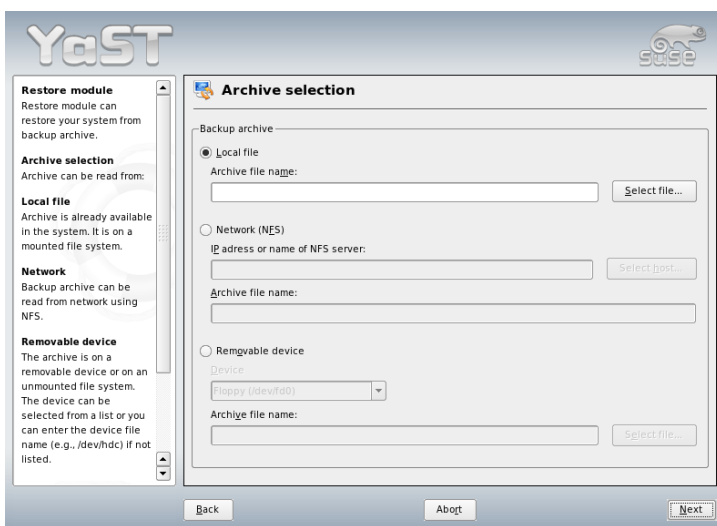 YaST
suse
Restore module
Restore module can
restore your system from
backup archive.
Archive selection
Archive can be read from:
Local file
Archive is already available
in the system. It is on a
mounted file system.
Network
Backup archive can be
read from network using
NFS.
Removable device
The archive is on a
removable device or on an
unmounted file system.
The device can be
selected from a list or you
can enter the device file
name (e.g., /dev/hdc) if not
listed.
Archive selection
Backup archive
Local file
Archive file name:
Select file...
Network (NFS)
IP adress or name of NFS server:
Select host...
Archive file name:
Removable device
Device
Floppy (/dev/fd0)
Archive file name:
Select file...
Back
Abort
Next